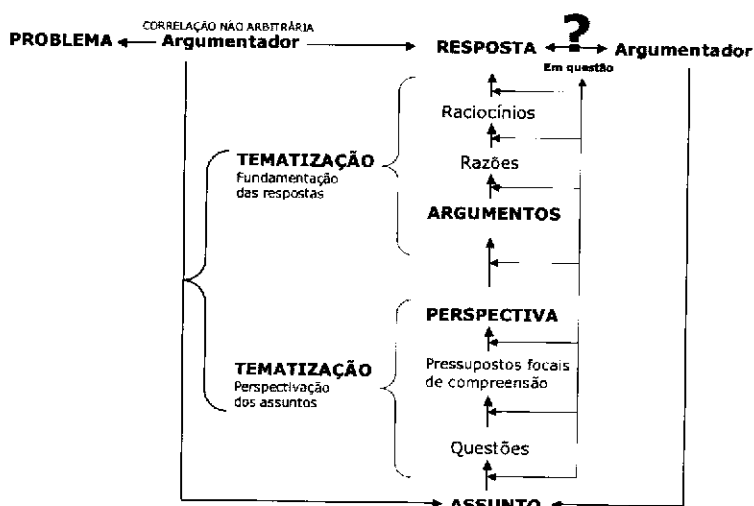 CORRELAÇÃO NÃO ARBITRÁRIA
PROBLEMA Argumentador RESPOSTA ? Argumentador
Em questão
Raciocínios
TEMATIZAÇÃO
Fundamentação
das respostas
Razões
ARGUMENTOS
PERSPECTIVA
TEMATIZAÇÃO
Perspectivação
dos assuntos
Pressupostos focais
de compreensão
Questões
ASSUNTO